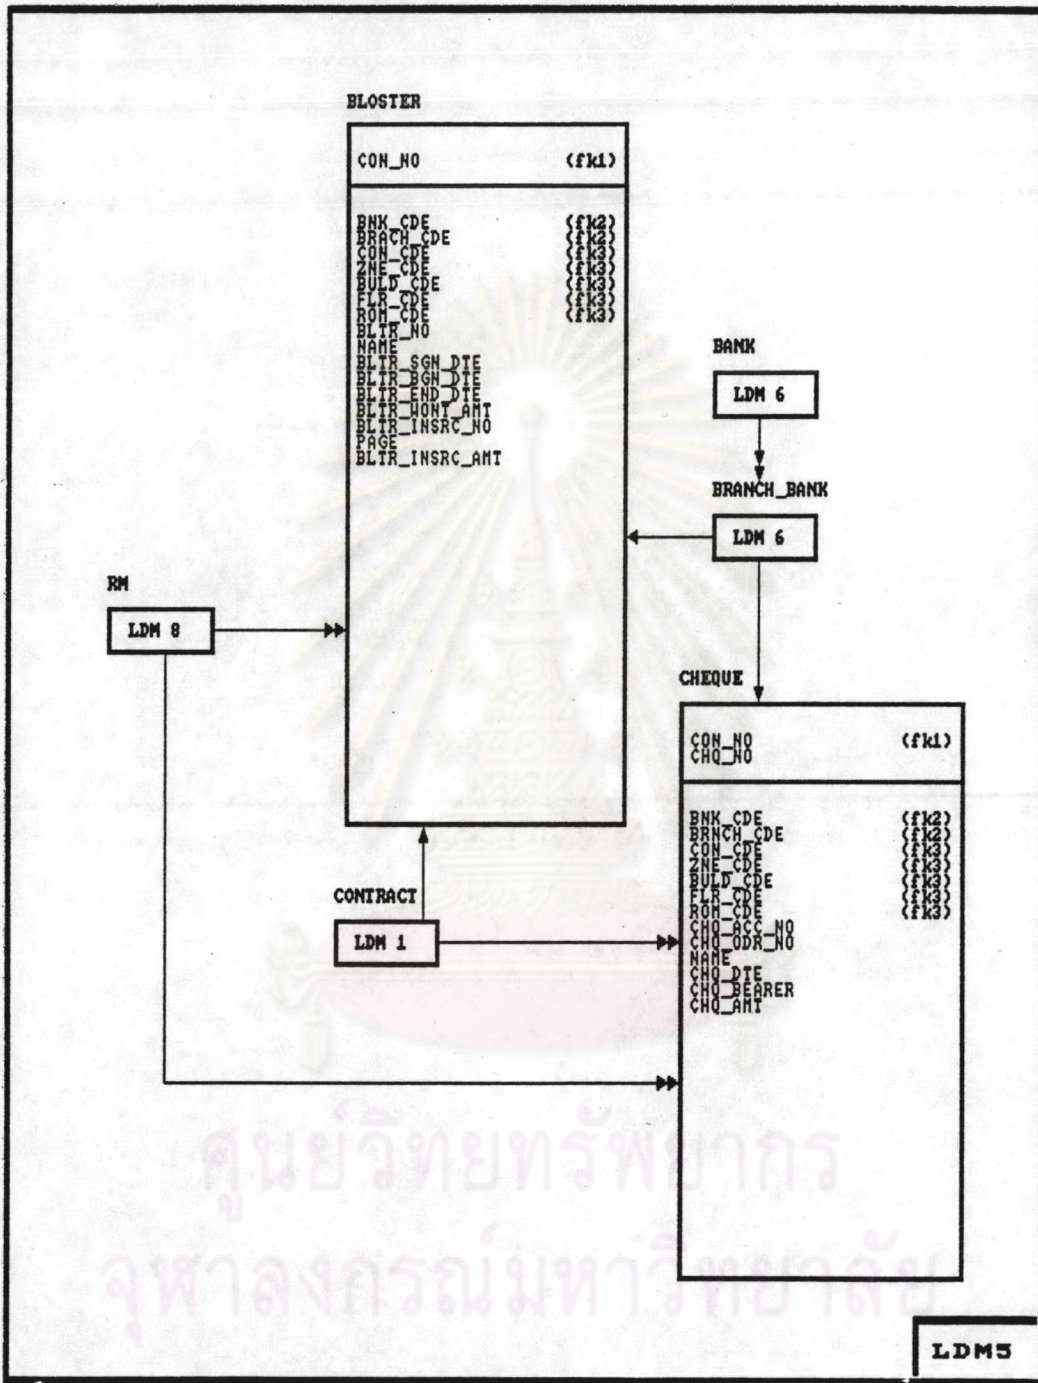 BLOSTER
CON_NO (fk1)
BNK_CDE (fk2)
BRACH_CDE (fk2)
CON_CDE (fk3)
ZNE_CDE (fk3)
BULD_CDE (fk3)
FLR_CDE (fk3)
ROM_CDE (fk3)
BLTR_NO
NAME
BLTR_SGN_DTE
BLTR_BGN_DTE
BLTR_END_DTE
BLTR_WONT_AMT
BLTR_INSRC_NO
PAGE
BLTR_INSRC_AMT
BANK
LDM 6
BRANCH_BANK
LDM 6
RM
LDM 8
CHEQUE
CON_NO (fk1)
CHQ_NO
BNK_CDE (fk2)
BRNCH_CDE (fk2)
CON_CDE (fk3)
ZNE_CDE (fk3)
BULD_CDE (fk3)
FLR_CDE (fk3)
ROM_CDE (fk3)
CHQ_ACC_NO
CHQ_ODR_NO
NAME
CHQ_DTE
CHQ_BEARER
CHQ_AMT
CONTRACT
LDM 1
ศูนย์วิทยทรัพยากร
จุฬาลงกรณ์มหาวิทยาลัย
LDM5